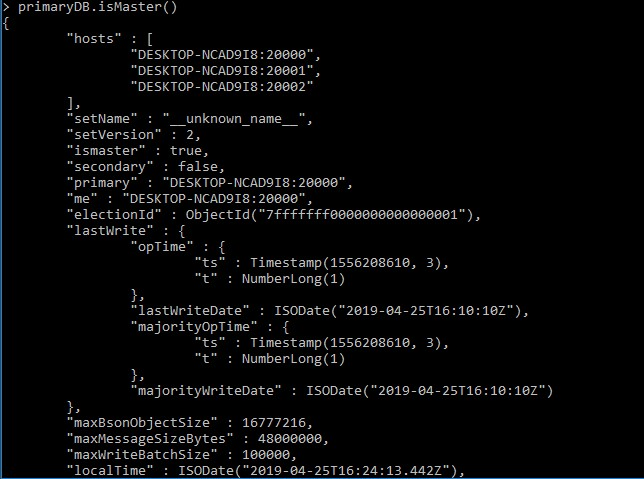 > primaryDB.isMaster()
{
"hosts" : [
"DESKTOP-NCAD9I8:20000",
"DESKTOP-NCAD9I8:20001",
"DESKTOP-NCAD9I8:20002"
],
"setName" : "__unknown_name__",
"setVersion" : 2,
"ismaster" : true,
"secondary" : false,
"primary" : "DESKTOP-NCAD9I8:20000",
"me" : "DESKTOP-NCAD9I8:20000",
"electionId" : ObjectId("7fffffff0000000000000001"),
"lastWrite" : {
"opTime" : {
"ts" : Timestamp(1556208610, 3),
"t" : NumberLong(1)
},
"lastWriteDate" : ISODate("2019-04-25T16:10:10Z"),
"majorityOpTime" : {
"ts" : Timestamp(1556208610, 3),
"t" : NumberLong(1)
},
"majorityWriteDate" : ISODate("2019-04-25T16:10:10Z")
},
"maxBsonObjectSize" : 16777216,
"maxMessageSizeBytes" : 48000000,
"maxWriteBatchSize" : 100000,
"localTime" : ISODate("2019-04-25T16:24:13.442Z"),